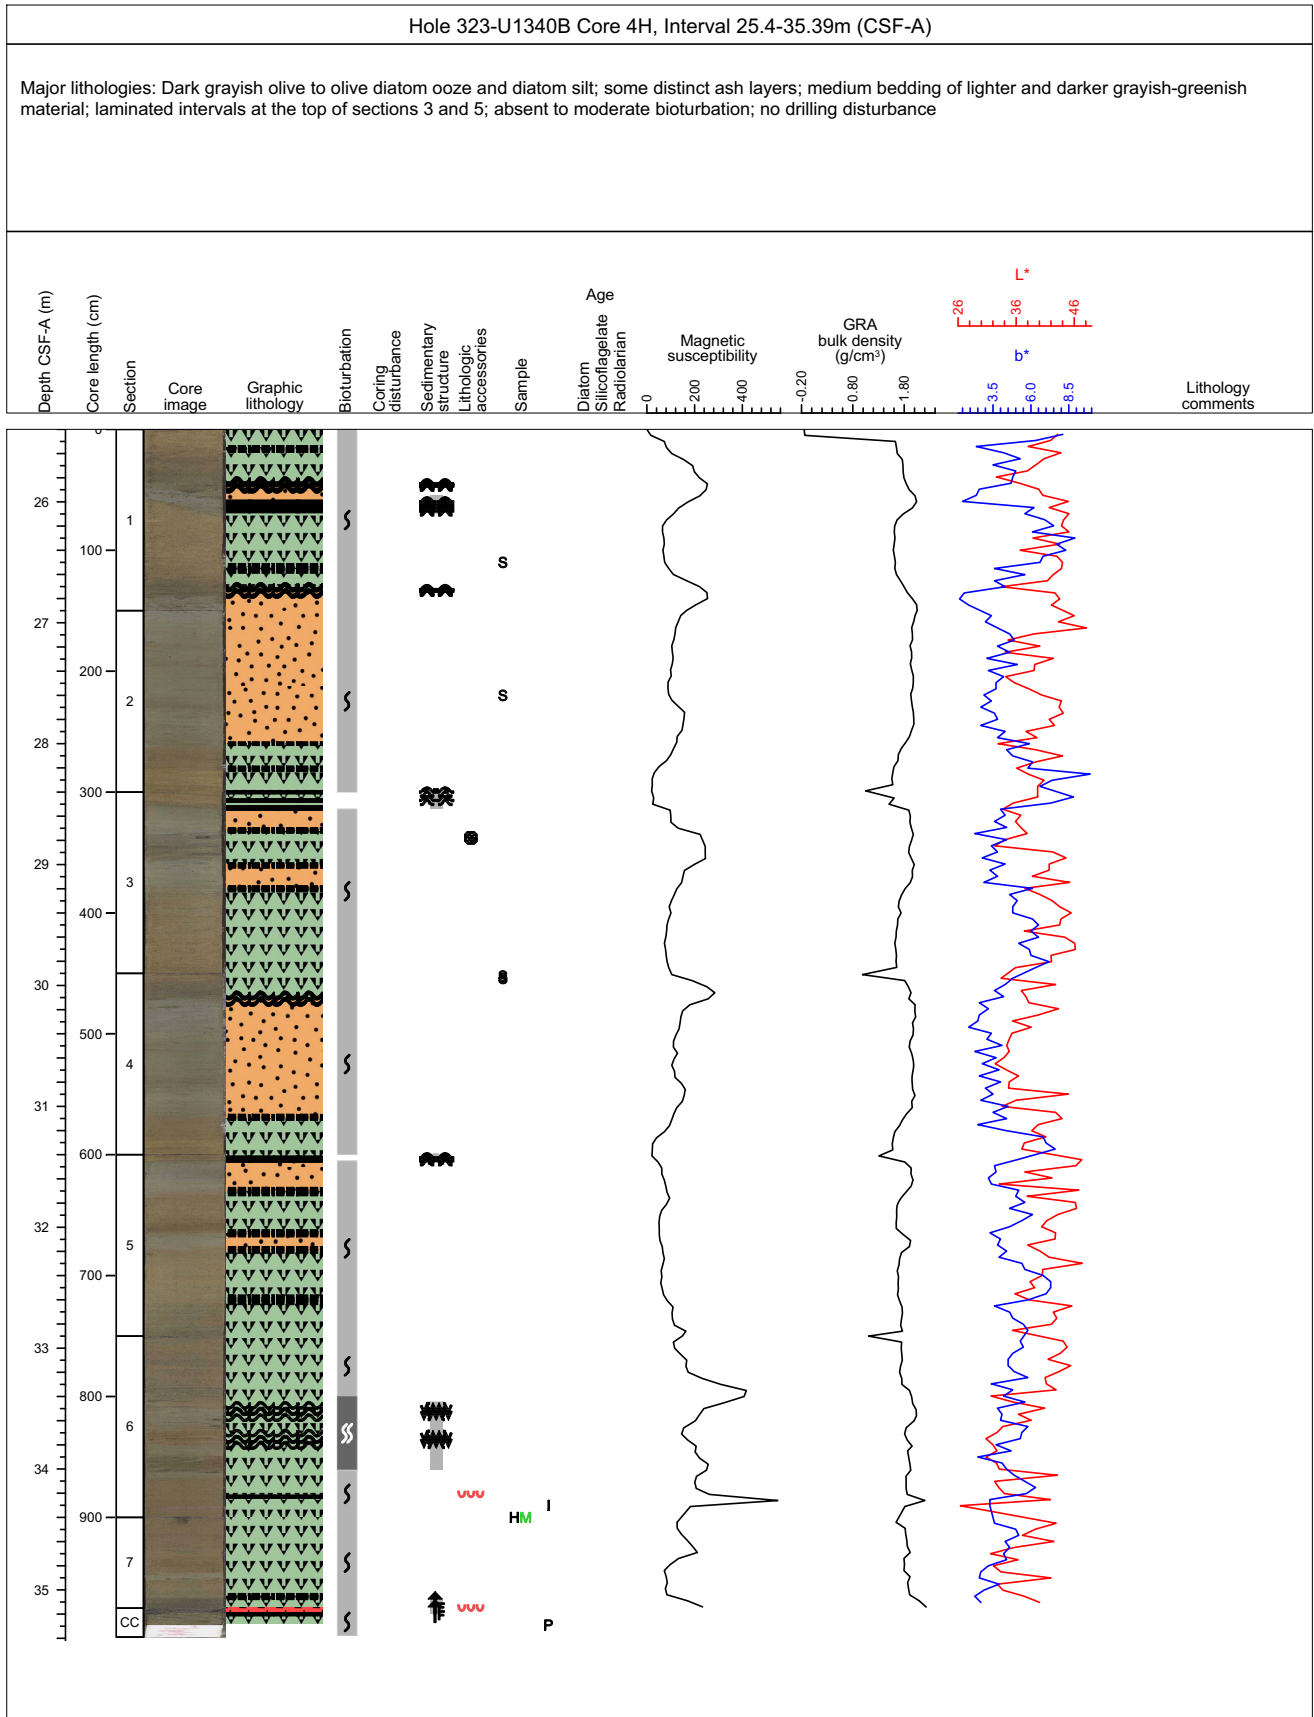 Hole 323-U1340B Core 4H, Interval 25.4-35.39m (CSF-A)
Major lithologies: Dark grayish olive to olive diatom ooze and diatom silt; some distinct ash layers; medium bedding of lighter and darker grayish-greenish
material; laminated intervals at the top of sections 3 and 5; absent to moderate bioturbation; no drilling disturbance
Depth CSF-A (m)
Core length (cm)
Section
Core
image
Graphic
lithology
Bioturbation
Coring
disturbance
Sedimentary
structure
Lithologic
accessories
Sample
Age
Diatom
Silicoflagelate
Radiolarian
Magnetic
susceptibility
0 200 400
GRA
bulk density
(g/cm³)
-0.20 0.80 1.80
L*
26 36 46
b*
3.5 6.0 8.5
Lithology
comments
0
26
1
100
S
27
200
2
S
28
300
29
3
400
S
30
500
4
31
600
32
5
700
33
800
6
34
I
900
HM
7
35
CC
P